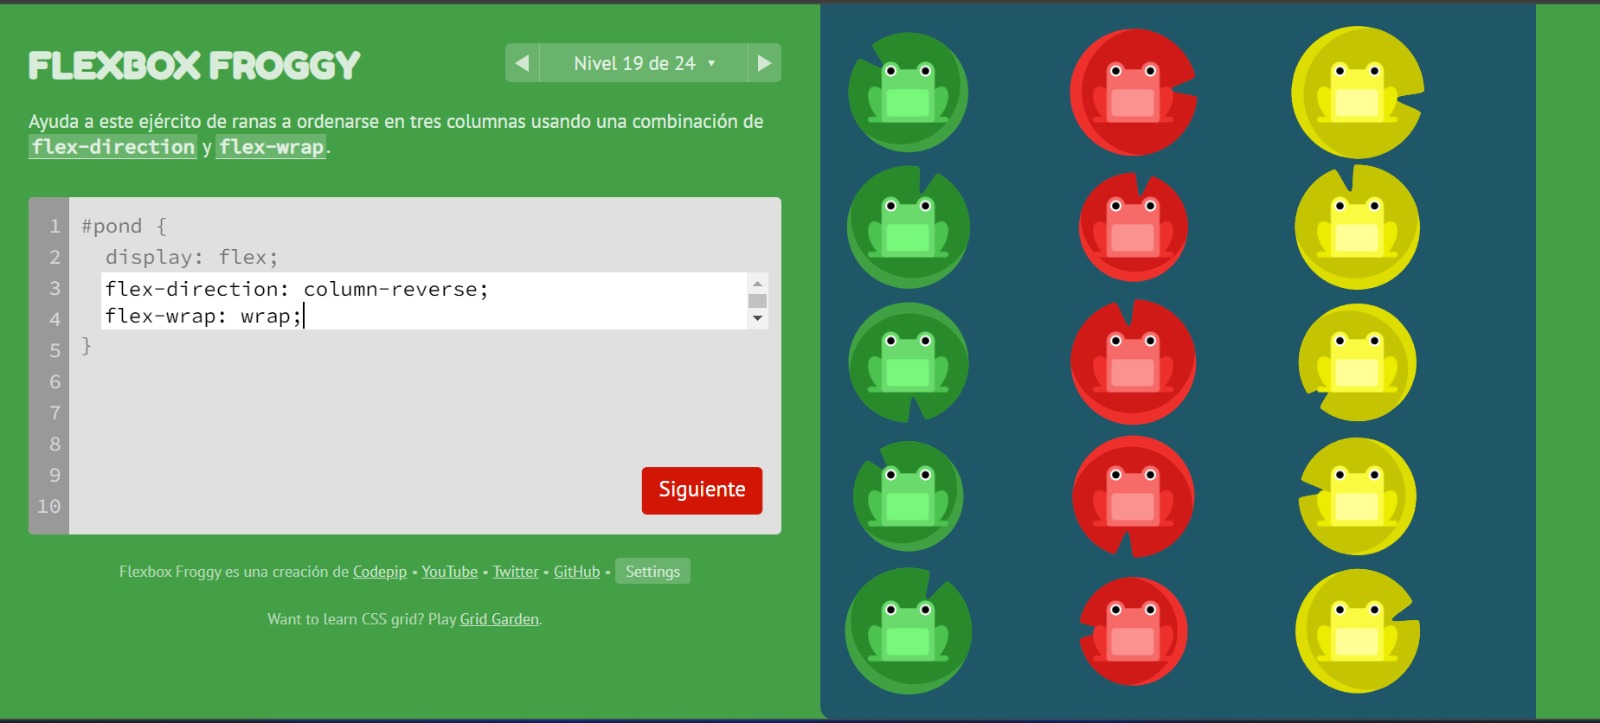 FLEXBOX FROGGY
Nivel 19 de 24
Ayuda a este ejército de ranas a ordenarse en tres columnas usando una combinación de
flex-direction y flex-wrap.
1 #pond {
2 display: flex;
3 flex-direction: column-reverse;
4 flex-wrap: wrap;
5 }
6
7
8
9
10
Siguiente
Flexbox Froggy es una creación de Codepip • YouTube • Twitter • GitHub • Settings
Want to learn CSS grid? Play Grid Garden.